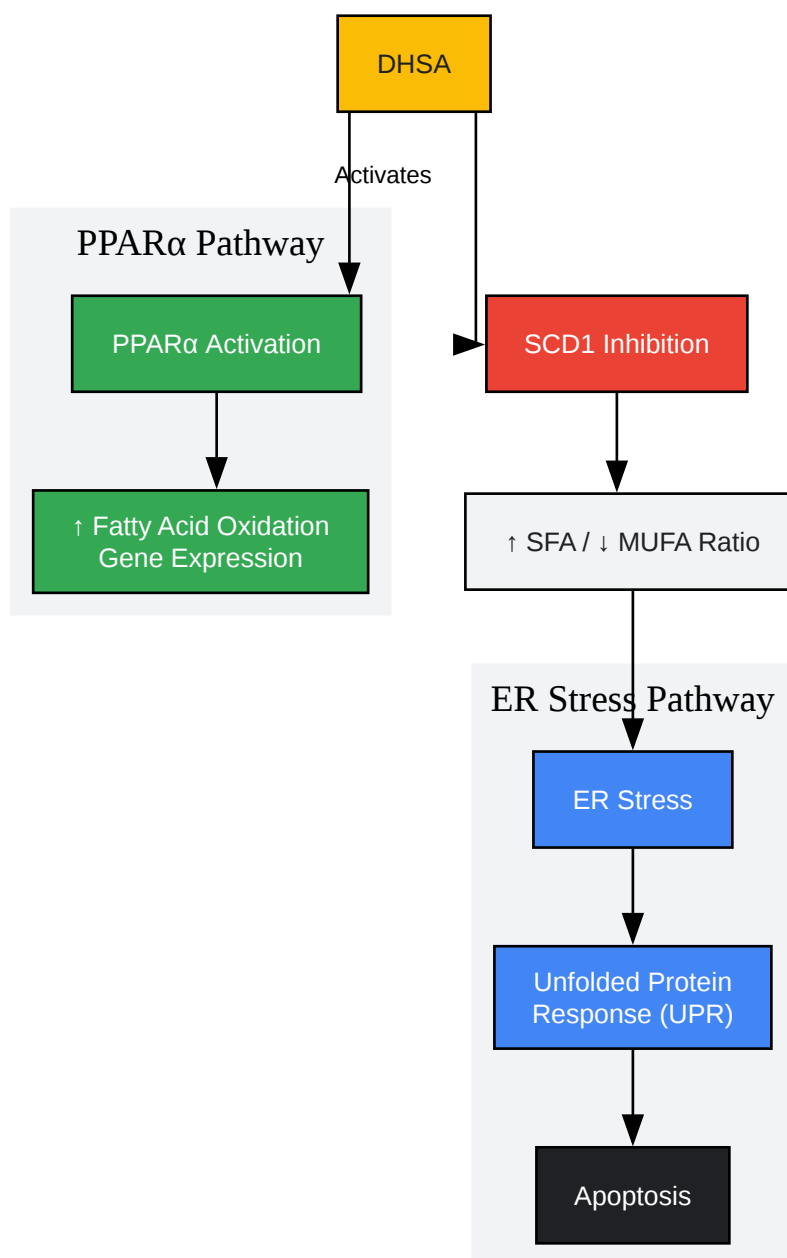 DHSA
Activates
PPARα Pathway
PPARα Activation
SCD1 Inhibition
↑ Fatty Acid Oxidation
Gene Expression
↑ SFA / ↓ MUFA Ratio
ER Stress Pathway
ER Stress
Unfolded Protein
Response (UPR)
Apoptosis